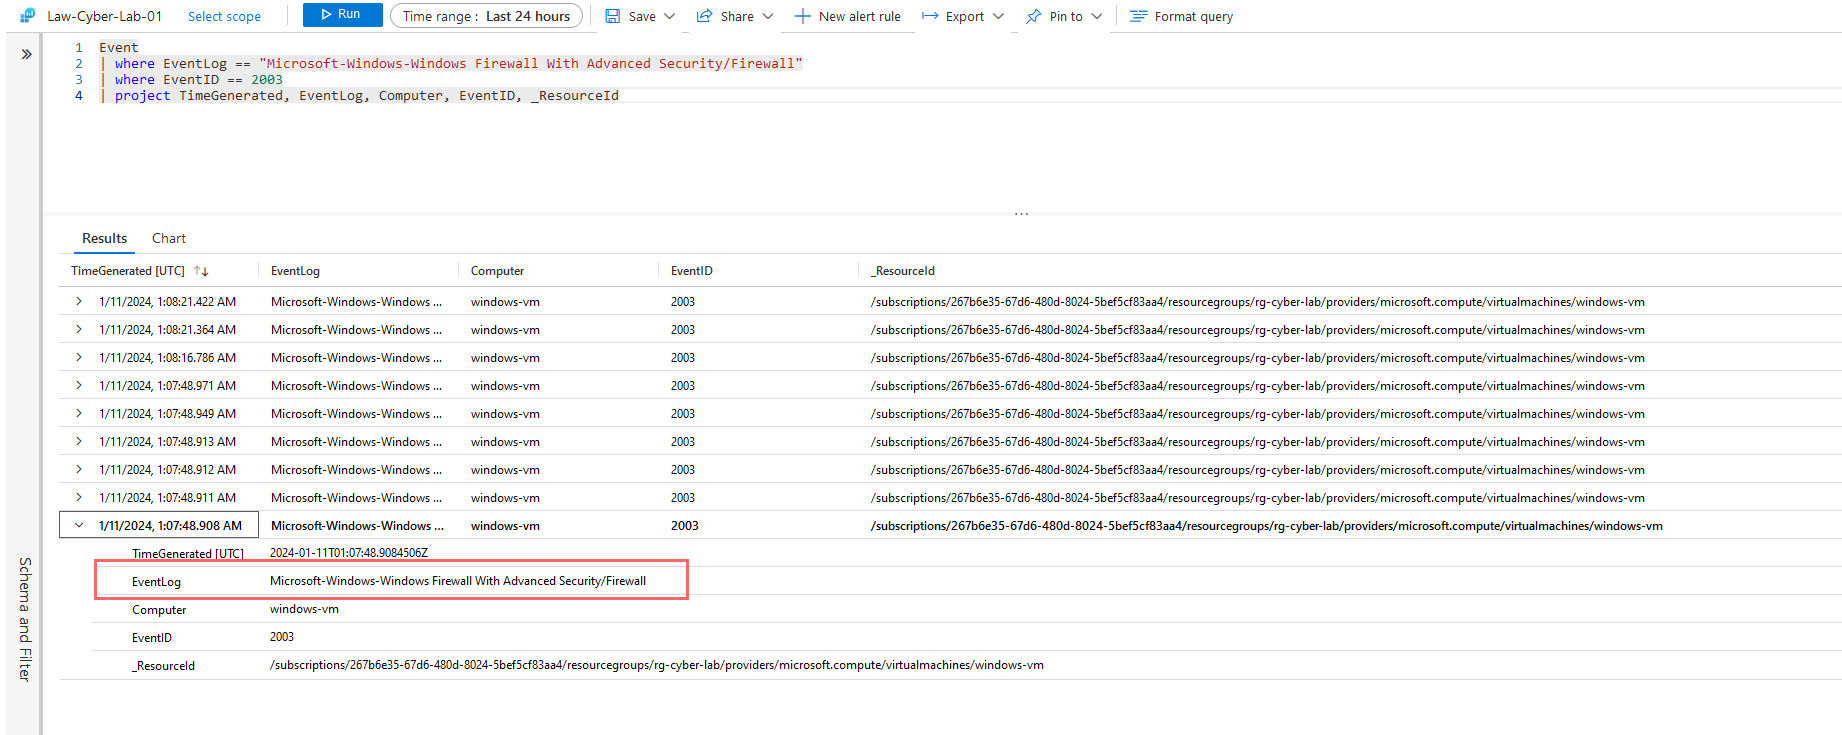 Law-Cyber-Lab-01 Select scope Run Time range : Last 24 hours Save Share New alert rule Export Pin to Format query
1 Event
2 | where EventLog == "Microsoft-Windows-Windows Firewall With Advanced Security/Firewall"
3 | where EventID == 2003
4 | project TimeGenerated, EventLog, Computer, EventID, _ResourceId
...
Results Chart
TimeGenerated [UTC] EventLog Computer EventID _ResourceId
1/11/2024, 1:08:21.422 AM Microsoft-Windows-Windows ... windows-vm 2003 /subscriptions/267b6e35-67d6-480d-8024-5bef5cf83aa4/resourcegroups/rg-cyber-lab/providers/microsoft.compute/virtualmachines/windows-vm
1/11/2024, 1:08:21.364 AM Microsoft-Windows-Windows ... windows-vm 2003 /subscriptions/267b6e35-67d6-480d-8024-5bef5cf83aa4/resourcegroups/rg-cyber-lab/providers/microsoft.compute/virtualmachines/windows-vm
1/11/2024, 1:08:16.786 AM Microsoft-Windows-Windows ... windows-vm 2003 /subscriptions/267b6e35-67d6-480d-8024-5bef5cf83aa4/resourcegroups/rg-cyber-lab/providers/microsoft.compute/virtualmachines/windows-vm
1/11/2024, 1:07:48.971 AM Microsoft-Windows-Windows ... windows-vm 2003 /subscriptions/267b6e35-67d6-480d-8024-5bef5cf83aa4/resourcegroups/rg-cyber-lab/providers/microsoft.compute/virtualmachines/windows-vm
1/11/2024, 1:07:48.949 AM Microsoft-Windows-Windows ... windows-vm 2003 /subscriptions/267b6e35-67d6-480d-8024-5bef5cf83aa4/resourcegroups/rg-cyber-lab/providers/microsoft.compute/virtualmachines/windows-vm
1/11/2024, 1:07:48.913 AM Microsoft-Windows-Windows ... windows-vm 2003 /subscriptions/267b6e35-67d6-480d-8024-5bef5cf83aa4/resourcegroups/rg-cyber-lab/providers/microsoft.compute/virtualmachines/windows-vm
1/11/2024, 1:07:48.912 AM Microsoft-Windows-Windows ... windows-vm 2003 /subscriptions/267b6e35-67d6-480d-8024-5bef5cf83aa4/resourcegroups/rg-cyber-lab/providers/microsoft.compute/virtualmachines/windows-vm
1/11/2024, 1:07:48.911 AM Microsoft-Windows-Windows ... windows-vm 2003 /subscriptions/267b6e35-67d6-480d-8024-5bef5cf83aa4/resourcegroups/rg-cyber-lab/providers/microsoft.compute/virtualmachines/windows-vm
1/11/2024, 1:07:48.908 AM Microsoft-Windows-Windows ... windows-vm 2003 /subscriptions/267b6e35-67d6-480d-8024-5bef5cf83aa4/resourcegroups/rg-cyber-lab/providers/microsoft.compute/virtualmachines/windows-vm
TimeGenerated [UTC] 2024-01-11T01:07:48.9084506Z
EventLog Microsoft-Windows-Windows Firewall With Advanced Security/Firewall
Computer windows-vm
EventID 2003
_ResourceId /subscriptions/267b6e35-67d6-480d-8024-5bef5cf83aa4/resourcegroups/rg-cyber-lab/providers/microsoft.compute/virtualmachines/windows-vm
Schema and Filter